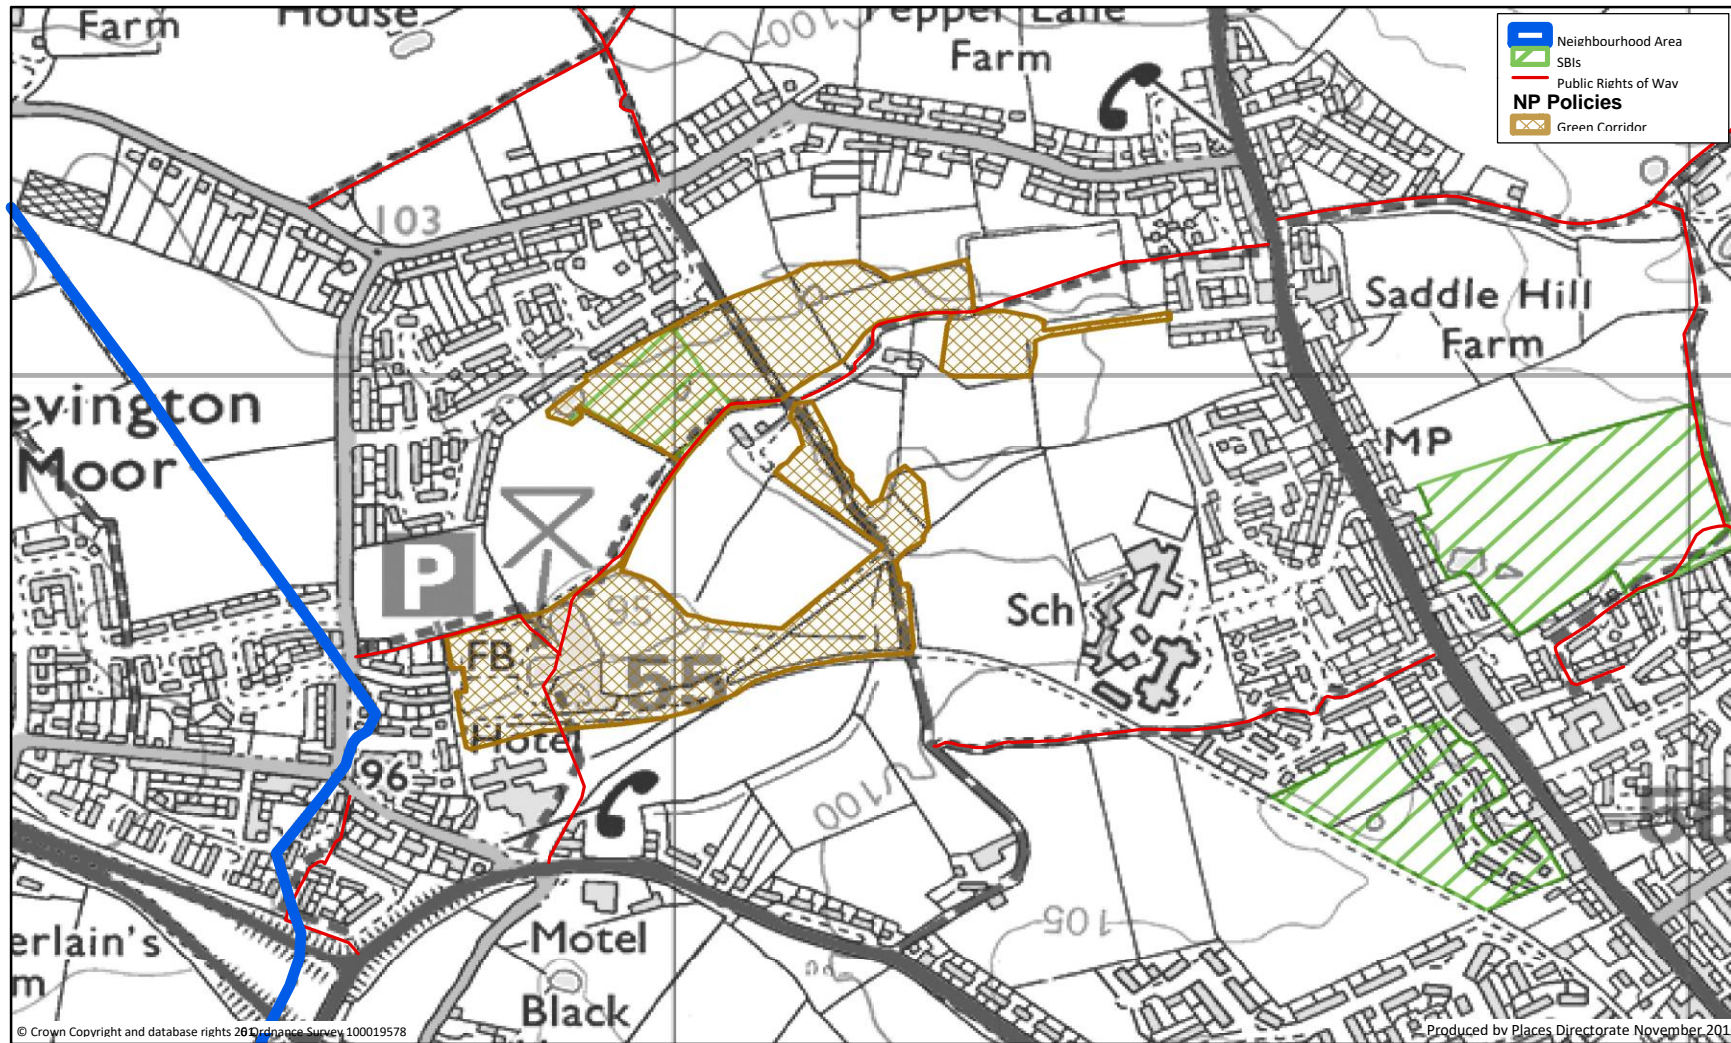 Farm
House
100
Pepper Lane
Farm
Neighbourhood Area
SBIs
Public Rights of Way
NP Policies
Green Corridor
103
Saddle Hill
Farm
evington
Moor
MP
P
95
Sch
FB
55
Hotel
96
100
56
105
erlain's
m
Motel
Black
© Crown Copyright and database rights Ordnance Survey 100019578
Produced by Places Directorate November 201